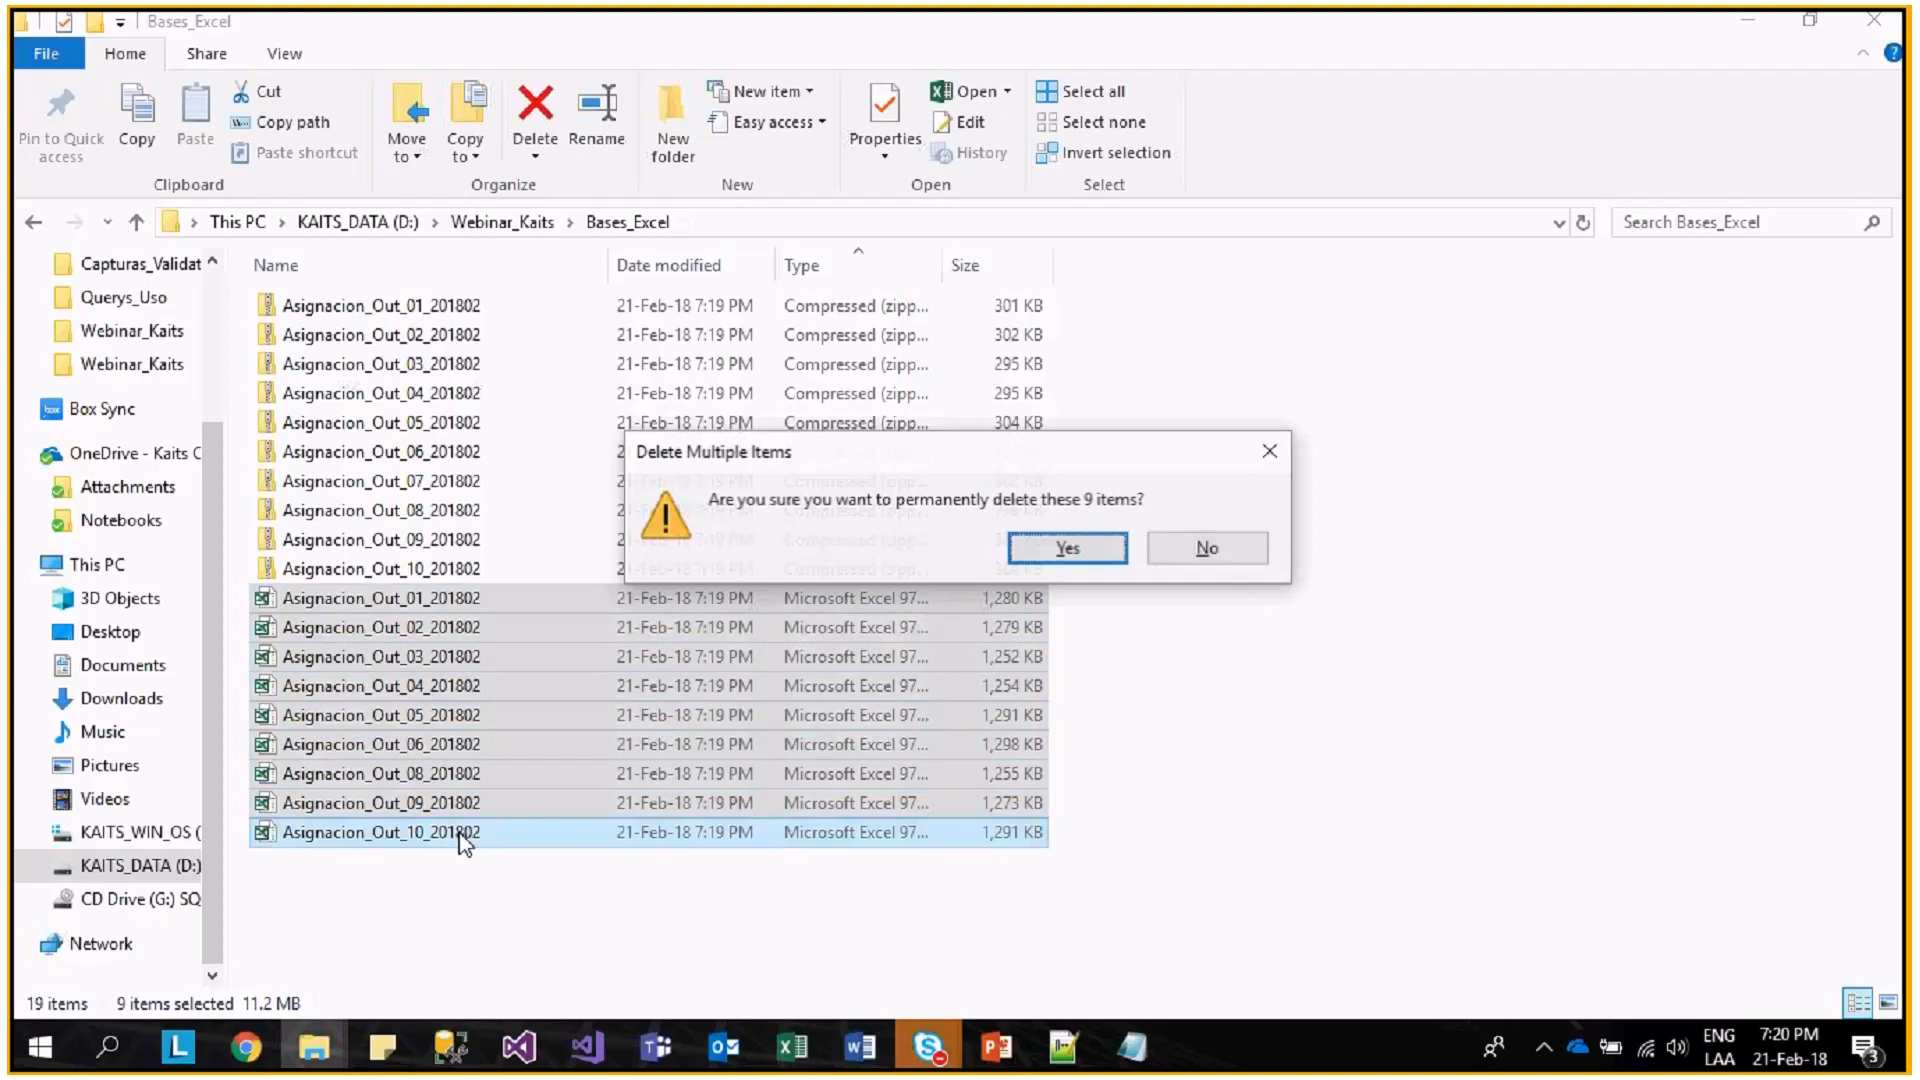 Bases_Excel
File Home Share View
Pin to Quick access
Copy
Paste
Cut
Copy path
Paste shortcut
Clipboard
Move to
Copy to
Delete
Rename
Organize
New folder
New item
Easy access
New
Properties
Open
Edit
History
Open
Select all
Select none
Invert selection
Select
This PC > KAITS_DATA (D:) > Webinar_Kaits > Bases_Excel
Search Bases_Excel
Capturas_Validat
Querys_Uso
Webinar_Kaits
Webinar_Kaits
box Box Sync
OneDrive - Kaits C
Attachments
Notebooks
This PC
3D Objects
Desktop
Documents
Downloads
Music
Pictures
Videos
KAITS_WIN_OS (
KAITS_DATA (D:)
CD Drive (G:) SQ
Network
Name Date modified Type Size
Asignacion_Out_01_201802 21-Feb-18 7:19 PM Compressed (zipp... 301 KB
Asignacion_Out_02_201802 21-Feb-18 7:19 PM Compressed (zipp... 302 KB
Asignacion_Out_03_201802 21-Feb-18 7:19 PM Compressed (zipp... 295 KB
Asignacion_Out_04_201802 21-Feb-18 7:19 PM Compressed (zipp... 295 KB
Asignacion_Out_05_201802 21-Feb-18 7:19 PM Compressed (zipp... 304 KB
Asignacion_Out_06_201802
Asignacion_Out_07_201802
Asignacion_Out_08_201802
Asignacion_Out_09_201802
Asignacion_Out_10_201802
Delete Multiple Items
Are you sure you want to permanently delete these 9 items?
Yes No
Asignacion_Out_01_201802 21-Feb-18 7:19 PM Microsoft Excel 97... 1,280 KB
Asignacion_Out_02_201802 21-Feb-18 7:19 PM Microsoft Excel 97... 1,279 KB
Asignacion_Out_03_201802 21-Feb-18 7:19 PM Microsoft Excel 97... 1,252 KB
Asignacion_Out_04_201802 21-Feb-18 7:19 PM Microsoft Excel 97... 1,254 KB
Asignacion_Out_05_201802 21-Feb-18 7:19 PM Microsoft Excel 97... 1,291 KB
Asignacion_Out_06_201802 21-Feb-18 7:19 PM Microsoft Excel 97... 1,298 KB
Asignacion_Out_08_201802 21-Feb-18 7:19 PM Microsoft Excel 97... 1,255 KB
Asignacion_Out_09_201802 21-Feb-18 7:19 PM Microsoft Excel 97... 1,273 KB
Asignacion_Out_10_201802 21-Feb-18 7:19 PM Microsoft Excel 97... 1,291 KB
19 items 9 items selected 11.2 MB
ENG 7:20 PM
LAA 21-Feb-18
3